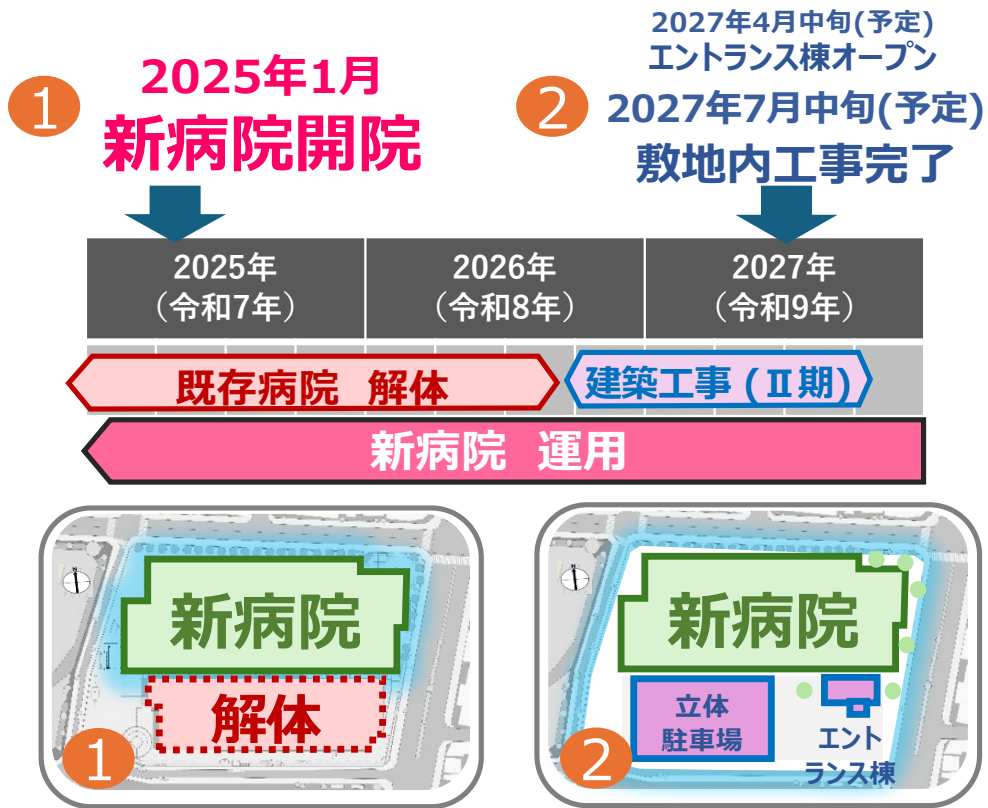 1
2025年1月
新病院開院
2
2027年4月中旬(予定)
エントランス棟オープン
2027年7月中旬(予定)
敷地内工事完了
2025年
（令和7年）
2026年
（令和8年）
2027年
（令和9年）
既存病院 解体
建築工事 (Ⅱ期)
新病院 運用
N
新病院
解体
1
N
新病院
立体
駐車場
エント
ランス棟
2